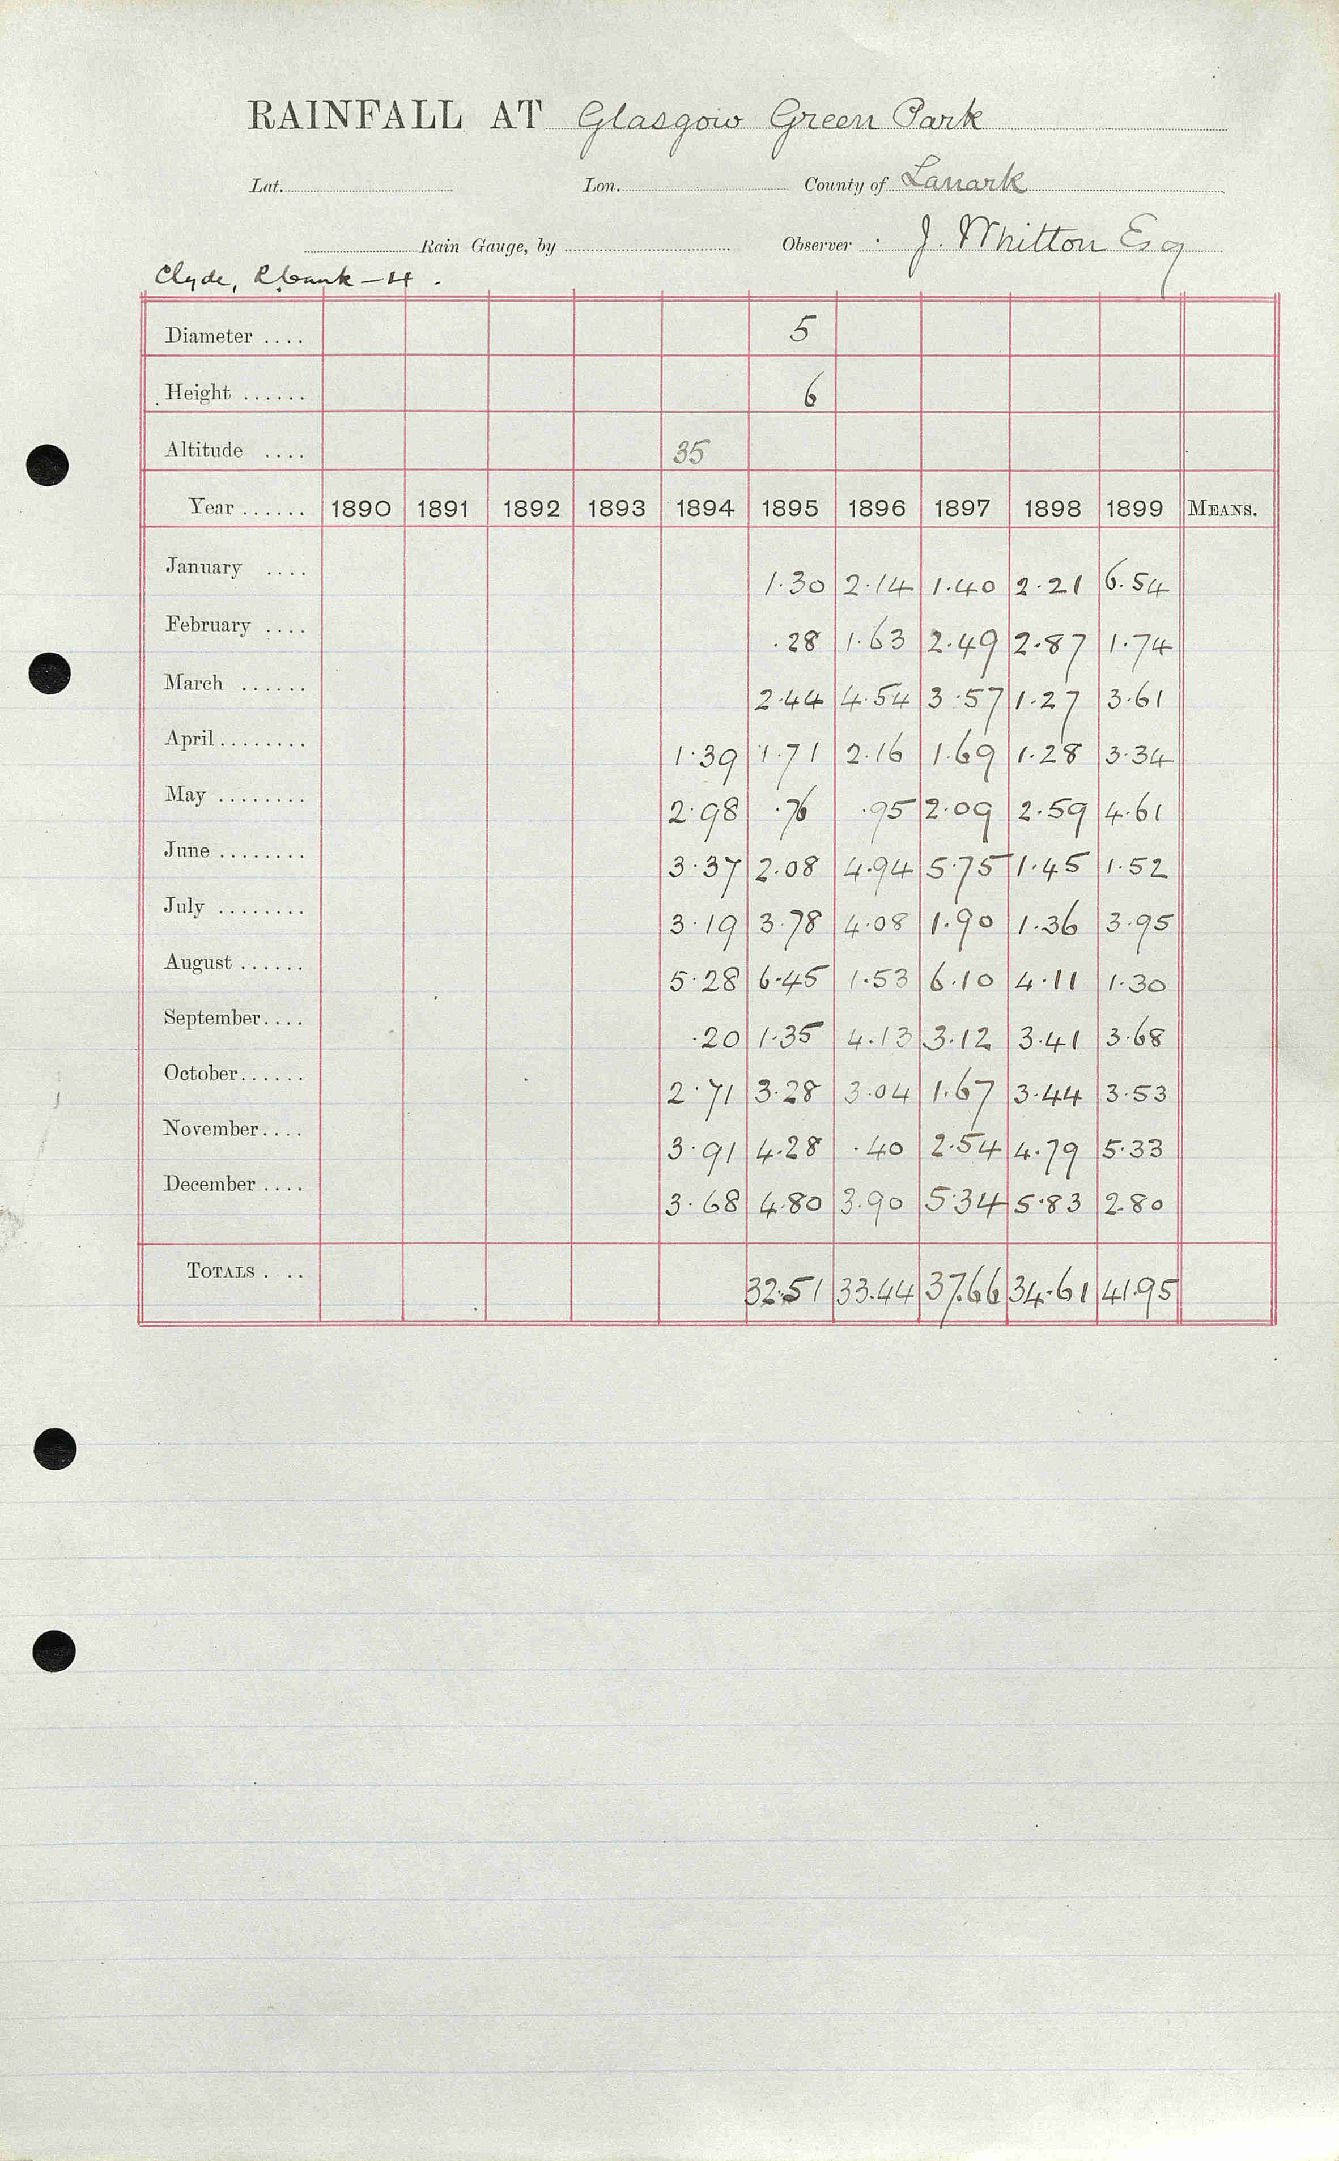 RAINFALL AT Glasgow Green Park
Lat. Lon. County of Lanark
Rain Gauge, by Observer J. Whitton Esq
Clyde, R. bank - H.
Diameter .... 5
Height ...... 6
Altitude .... 35
Year ...... 1890 1891 1892 1893 1894 1895 1896 1897 1898 1899 MEANS.
January .... 1.30 2.14 1.40 2.21 6.54
February .... .28 1.63 2.49 2.87 1.74
March ...... 2.44 4.54 3.57 1.27 3.61
April........ 1.39 1.71 2.16 1.69 1.28 3.34
May ........ 2.98 .76 .95 2.09 2.59 4.61
June ........ 3.37 2.08 4.94 5.75 1.45 1.52
July ........ 3.19 3.78 4.08 1.90 1.36 3.95
August ...... 5.28 6.45 1.53 6.10 4.11 1.30
September.... .20 1.35 4.13 3.12 3.41 3.68
October...... 2.71 3.28 3.04 1.67 3.44 3.53
November.... 3.91 4.28 .40 2.54 4.79 5.33
December .... 3.68 4.80 3.90 5.34 5.83 2.80
TOTALS . .. 32.51 33.44 37.66 34.61 41.95